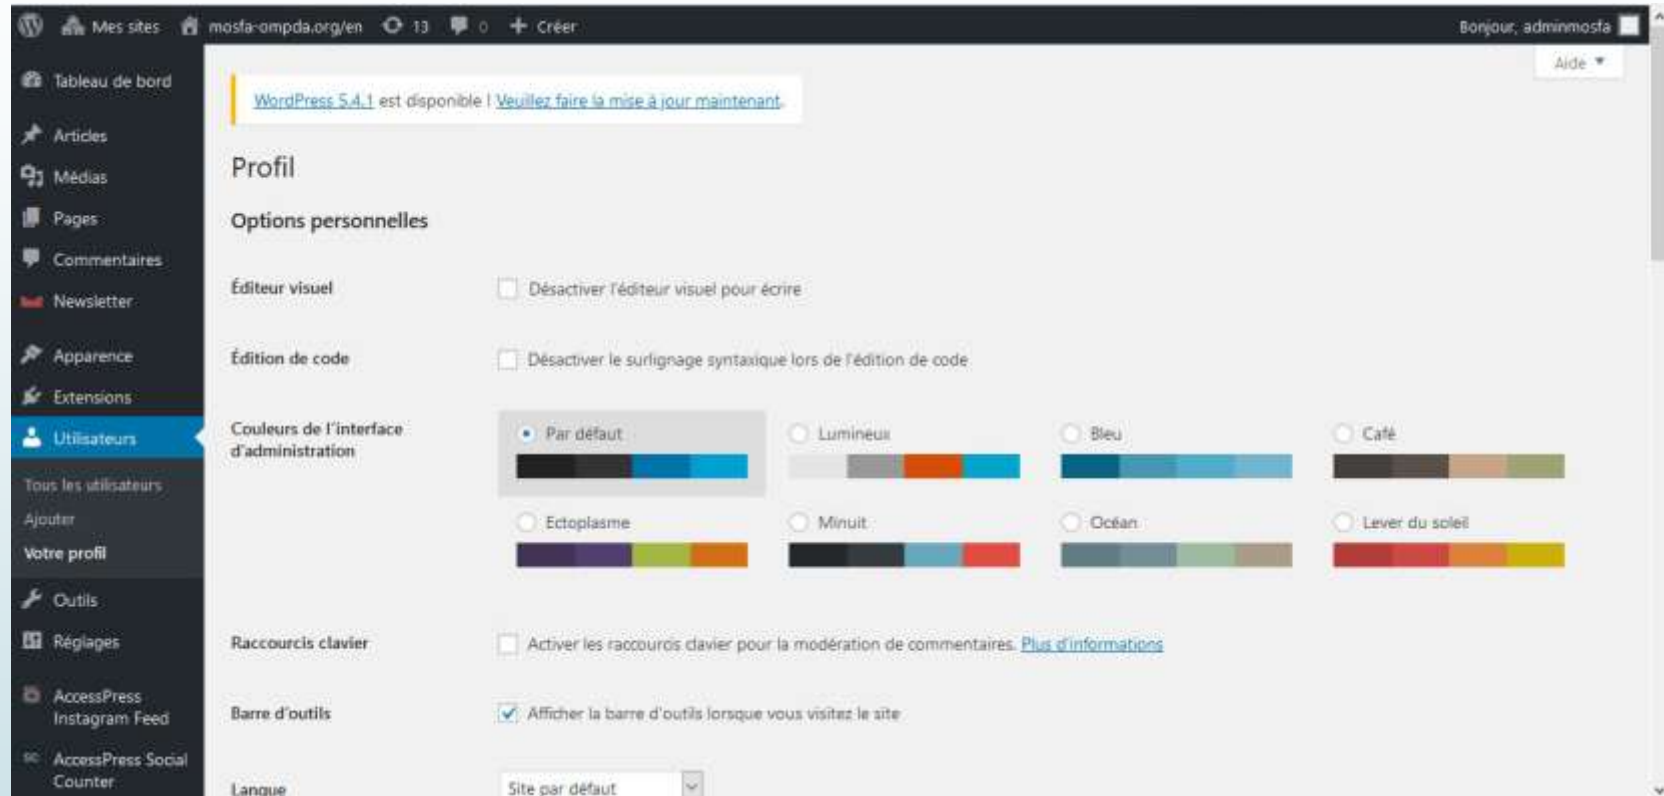 Mes sites mosfa-ompda.org/en 13 0 Créer Bonjour, adminmosfa
Aide
Tableau de bord
Articles
Médias
Pages
Commentaires
Newsletter
Apparence
Extensions
Utilisateurs
Tous les utilisateurs
Ajouter
Votre profil
Outils
Réglages
AccessPress
Instagram Feed
AccessPress Social
Counter
WordPress 5.4.1 est disponible ! Veuillez faire la mise à jour maintenant.
Profil
Options personnelles
Éditeur visuel Désactiver l'éditeur visuel pour écrire
Édition de code Désactiver le surlignage syntaxique lors de l'édition de code
Couleurs de l'interface
d'administration
Par défaut Lumineux Bleu Café
Ectoplasme Minuit Océan Lever du soleil
Raccourcis clavier Activer les raccourcis clavier pour la modération de commentaires. Plus d'informations
Barre d'outils Afficher la barre d'outils lorsque vous visitez le site
Langue Site par défaut